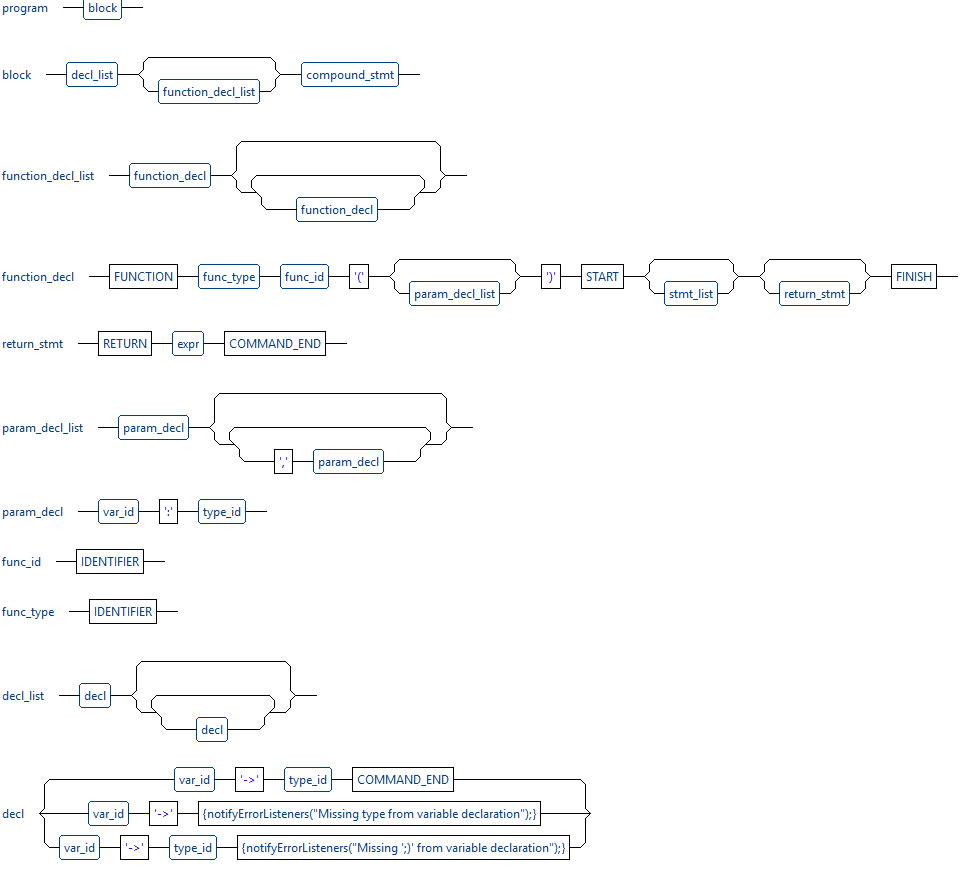 program block
block decl_list function_decl_list compound_stmt
function_decl_list function_decl function_decl
function_decl FUNCTION func_type func_id '(' param_decl_list ')' START stmt_list return_stmt FINISH
return_stmt RETURN expr COMMAND_END
param_decl_list param_decl ',' param_decl
param_decl var_id ':' type_id
func_id IDENTIFIER
func_type IDENTIFIER
decl_list decl decl
var_id '->' type_id COMMAND_END
decl var_id '->' {notifyErrorListeners("Missing type from variable declaration");}
var_id '->' type_id {notifyErrorListeners("Missing ';)' from variable declaration");}